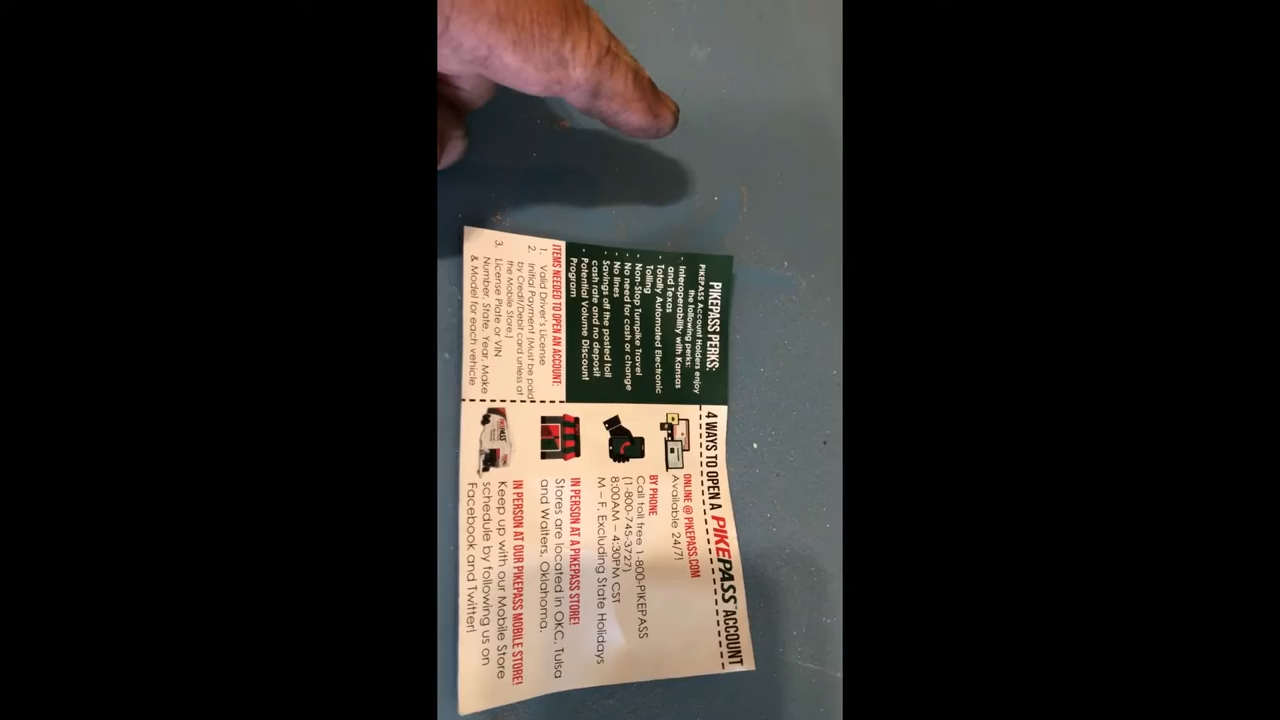 PIKEPASS PERKS:
PIKEPASS Account Holders enjoy
the following perks:
- Interoperability with Kansas
and Texas
- Totally Automated Electronic
Tolling
- Non-Stop Turnpike Travel
- No need for cash or change
- No lines
- Savings off the posted toll
cash rate and no deposit
- Potential Volume Discount
Program
ITEMS NEEDED TO OPEN AN ACCOUNT:
1. Valid Driver's License
2. Initial Payment (Must be paid
by Credit/Debit card unless at
the Mobile Store.)
3. License Plate or VIN
Number, State, Year, Make
& Model for each vehicle
4 WAYS TO OPEN A PIKEPASS™ ACCOUNT
ONLINE @ PIKEPASS.COM
Available 24/7!
BY PHONE
Call toll free 1-800-PIKEPASS
(1-800-745-3727)
8:00AM – 4:30PM CST
M – F, Excluding State Holidays
IN PERSON AT A PIKEPASS STORE!
Stores are located in OKC, Tulsa
and Walters, Oklahoma.
IN PERSON AT OUR PIKEPASS MOBILE STORE!
Keep up with our Mobile Store
schedule by following us on
Facebook and Twitter!
PIKEPASS